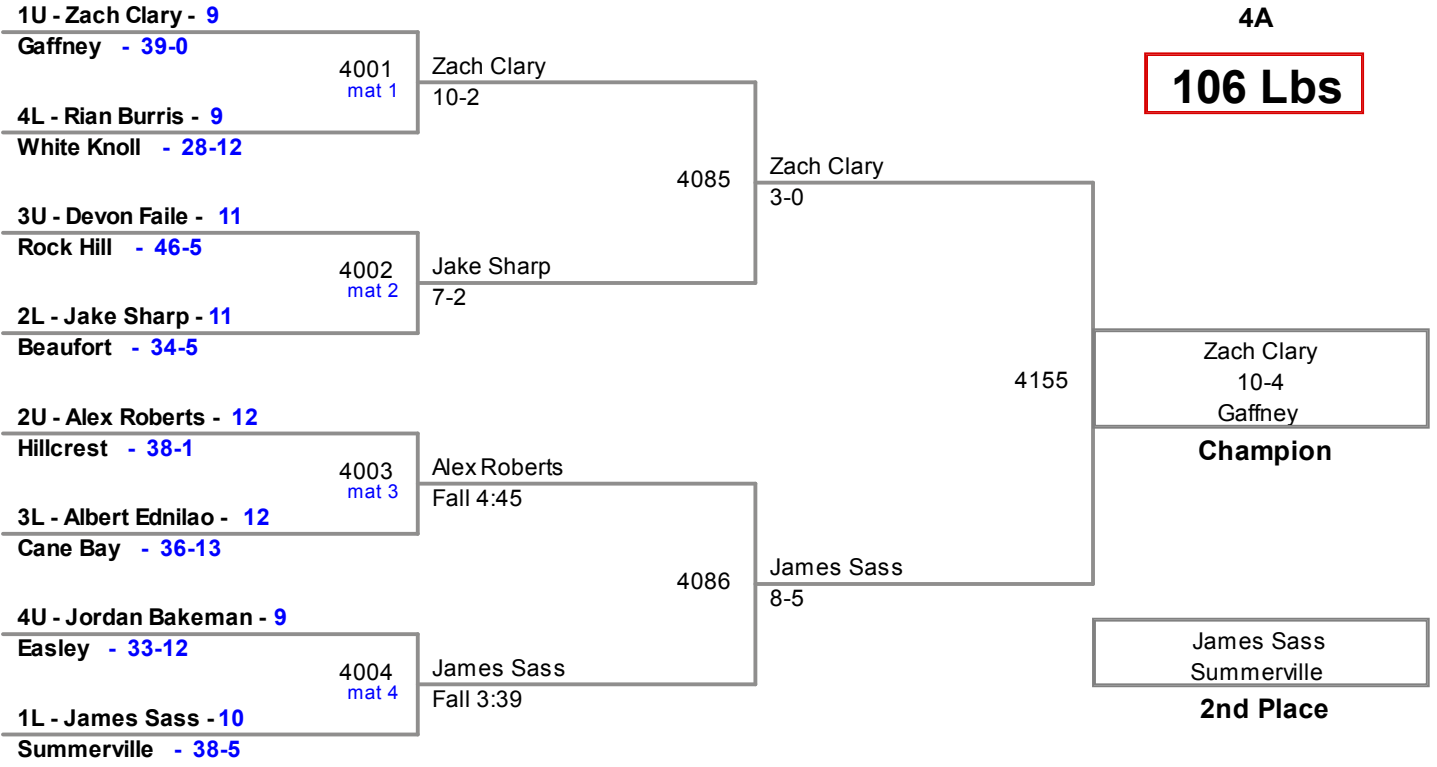 1U - Zach Clary - 9
Gaffney - 39-0
4001
mat 1
4L - Rian Burris - 9
White Knoll - 28-12
3U - Devon Faile - 11
Rock Hill - 46-5
4002
mat 2
2L - Jake Sharp - 11
Beaufort - 34-5
2U - Alex Roberts - 12
Hillcrest - 38-1
4003
mat 3
3L - Albert Ednilao - 12
Cane Bay - 36-13
4U - Jordan Bakeman - 9
Easley - 33-12
4004
mat 4
1L - James Sass - 10
Summerville - 38-5
Zach Clary
10-2
4085
Jake Sharp
7-2
Alex Roberts
Fall 4:45
4086
James Sass
Fall 3:39
Zach Clary
3-0
4155
James Sass
8-5
4A
106 Lbs
Zach Clary
10-4
Gaffney
Champion
James Sass
Summerville
2nd Place